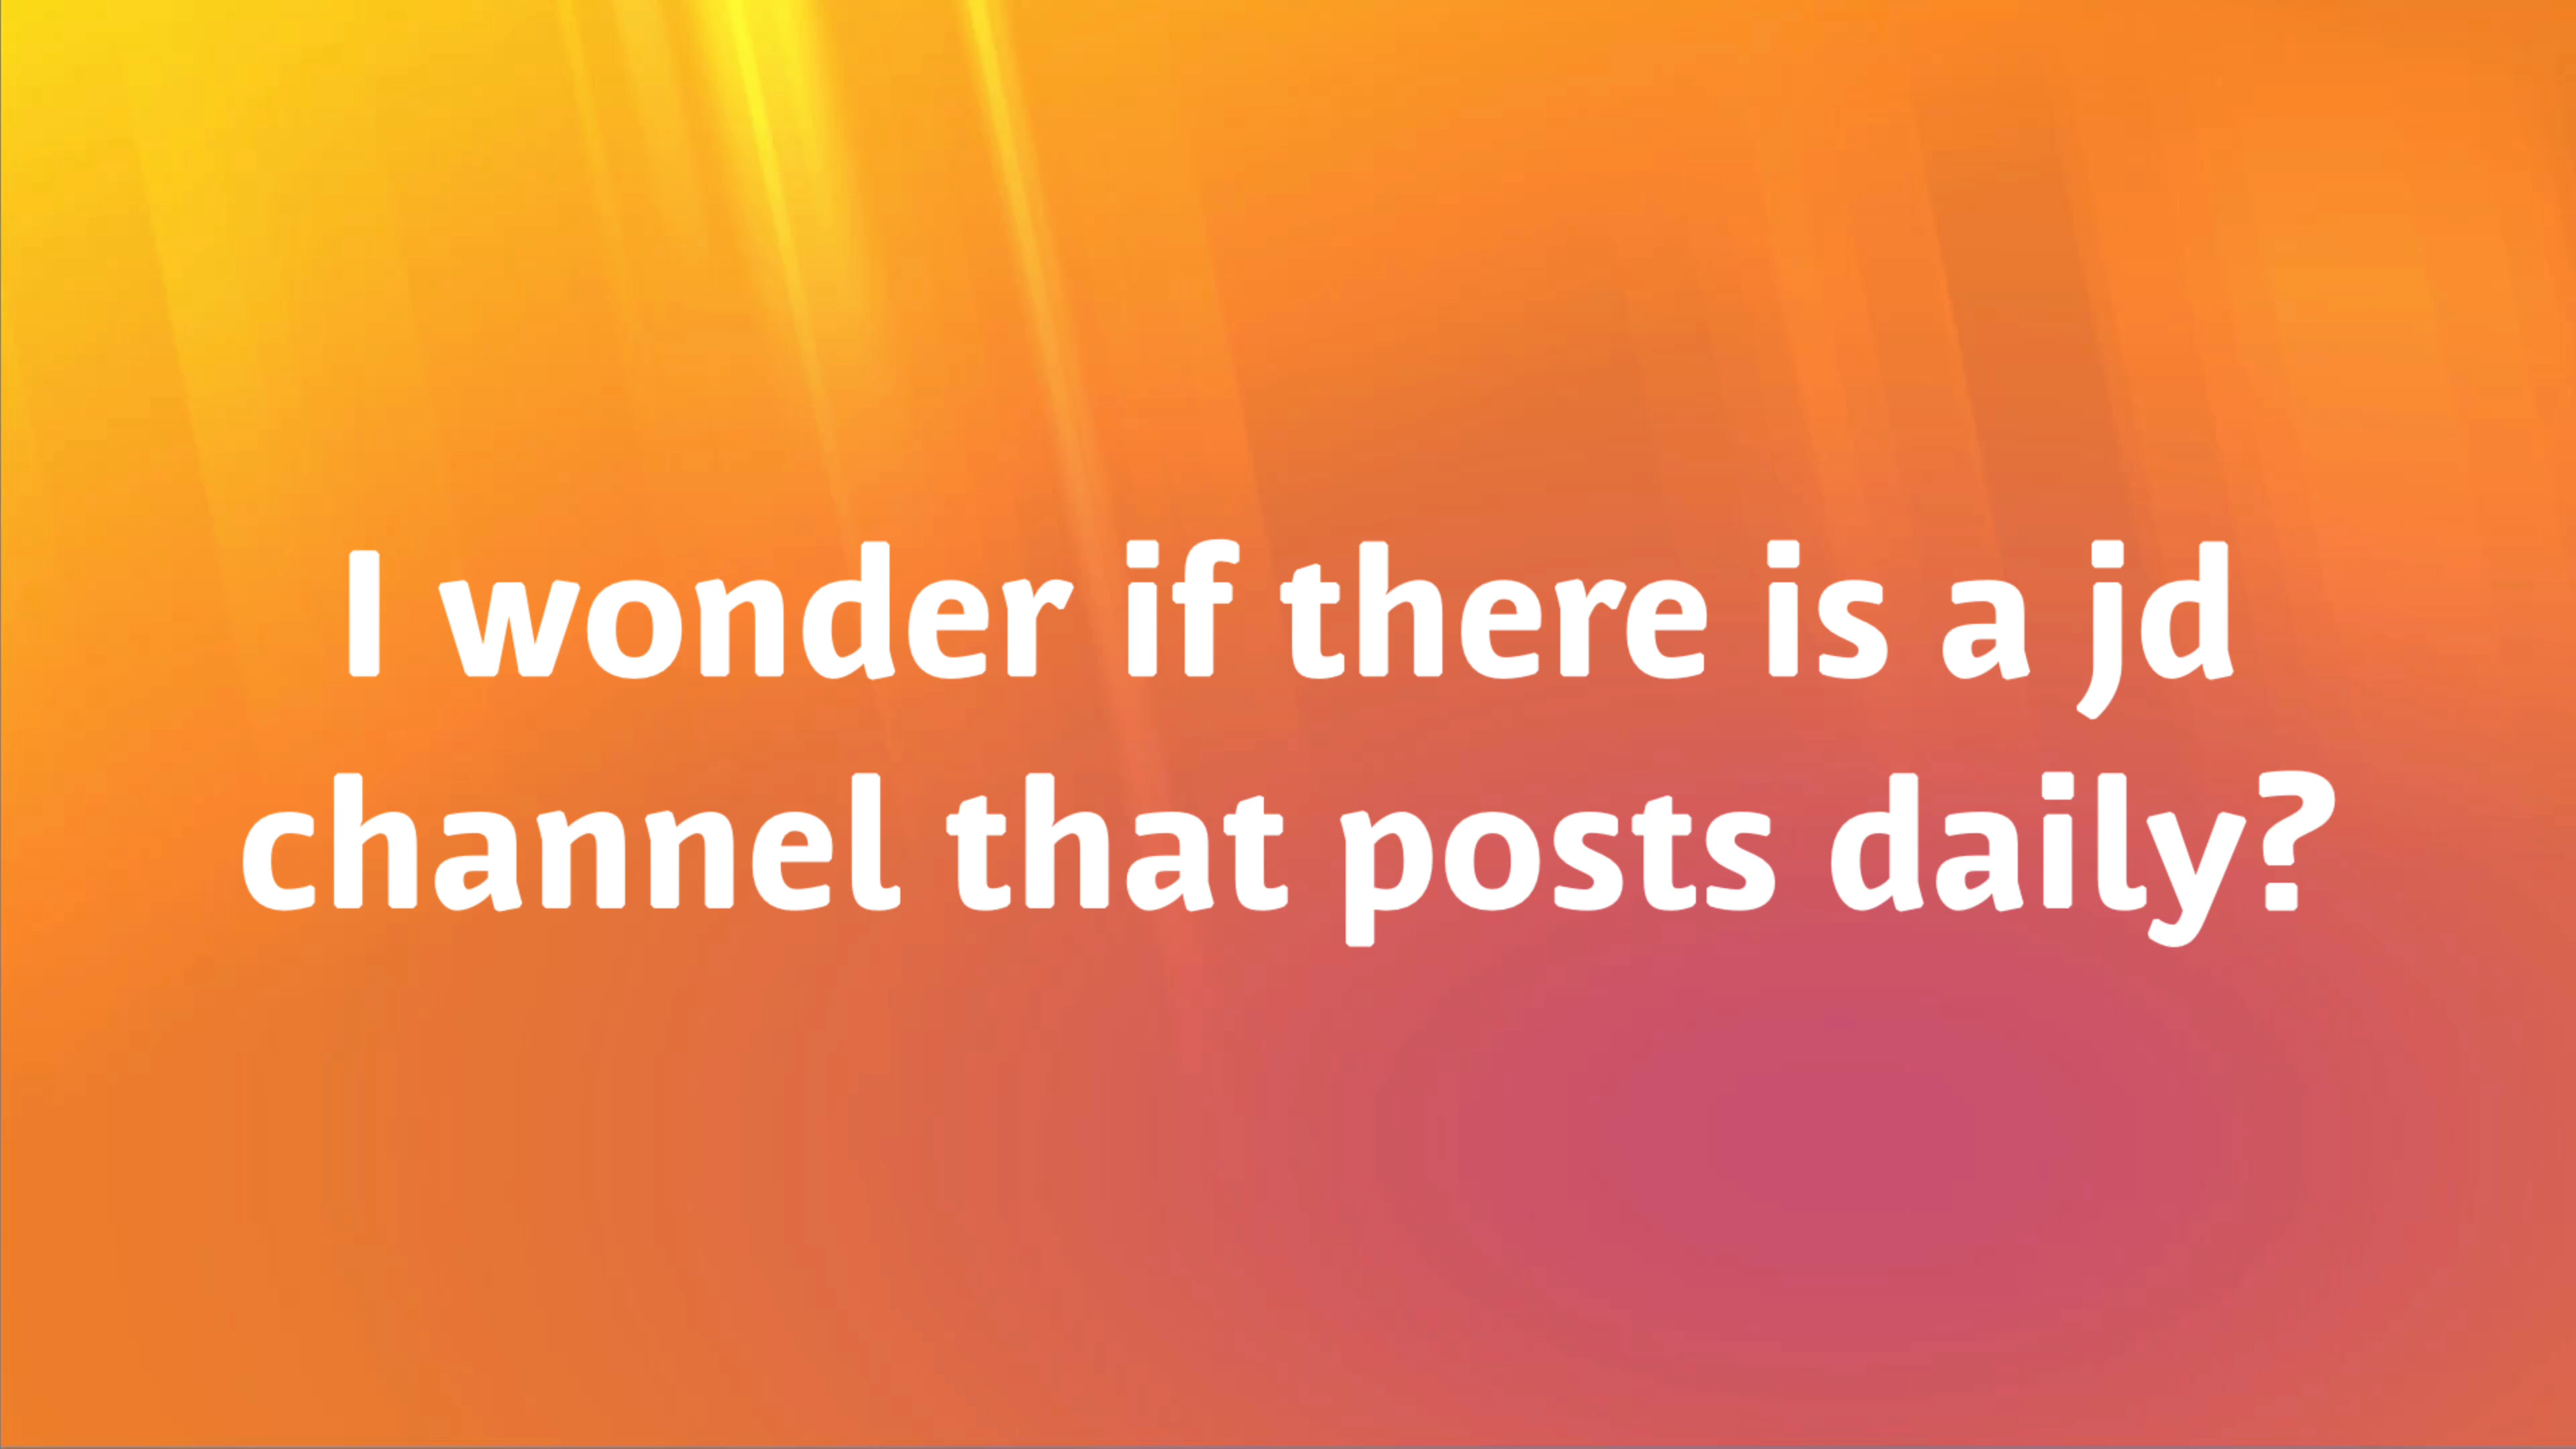 I wonder if there is a jd
channel that posts daily?